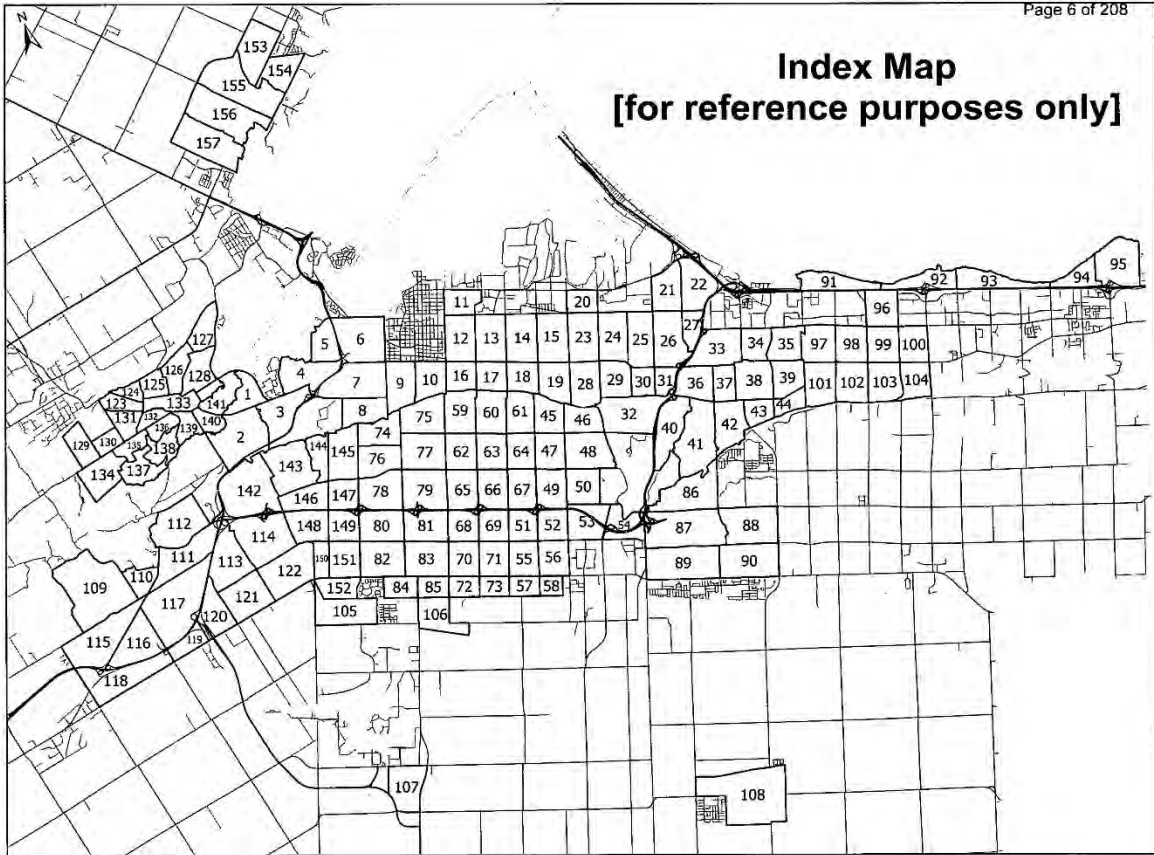 Page 6 of 208
N
Index Map
[for reference purposes only]
153
154
155
156
157
91 92 93 94 95
21 22
11 20 96
127 5 6 12 13 14 15 23 24 25 26 27 33 34 35 97 98 99 100
126 128 4 7 9 10 16 17 18 19 28 29 30 31 36 37 38 39 101 102 103 104
125 124 123 133 141 1 3 8 75 59 60 61 45 46 32 40 42 43 44
131 132 136 139 140 2 74 41
129 130 135 138 144 145 76 77 62 63 64 47 48
134 137 143 142 146 147 78 79 65 66 67 49 50 86
112 114 148 149 80 81 68 69 51 52 53 54 87 88
111 113 122 150 151 82 83 70 71 55 56 89 90
109 110 121 152 84 85 72 73 57 58
117 120 105 106
115 116 119
118
107 108